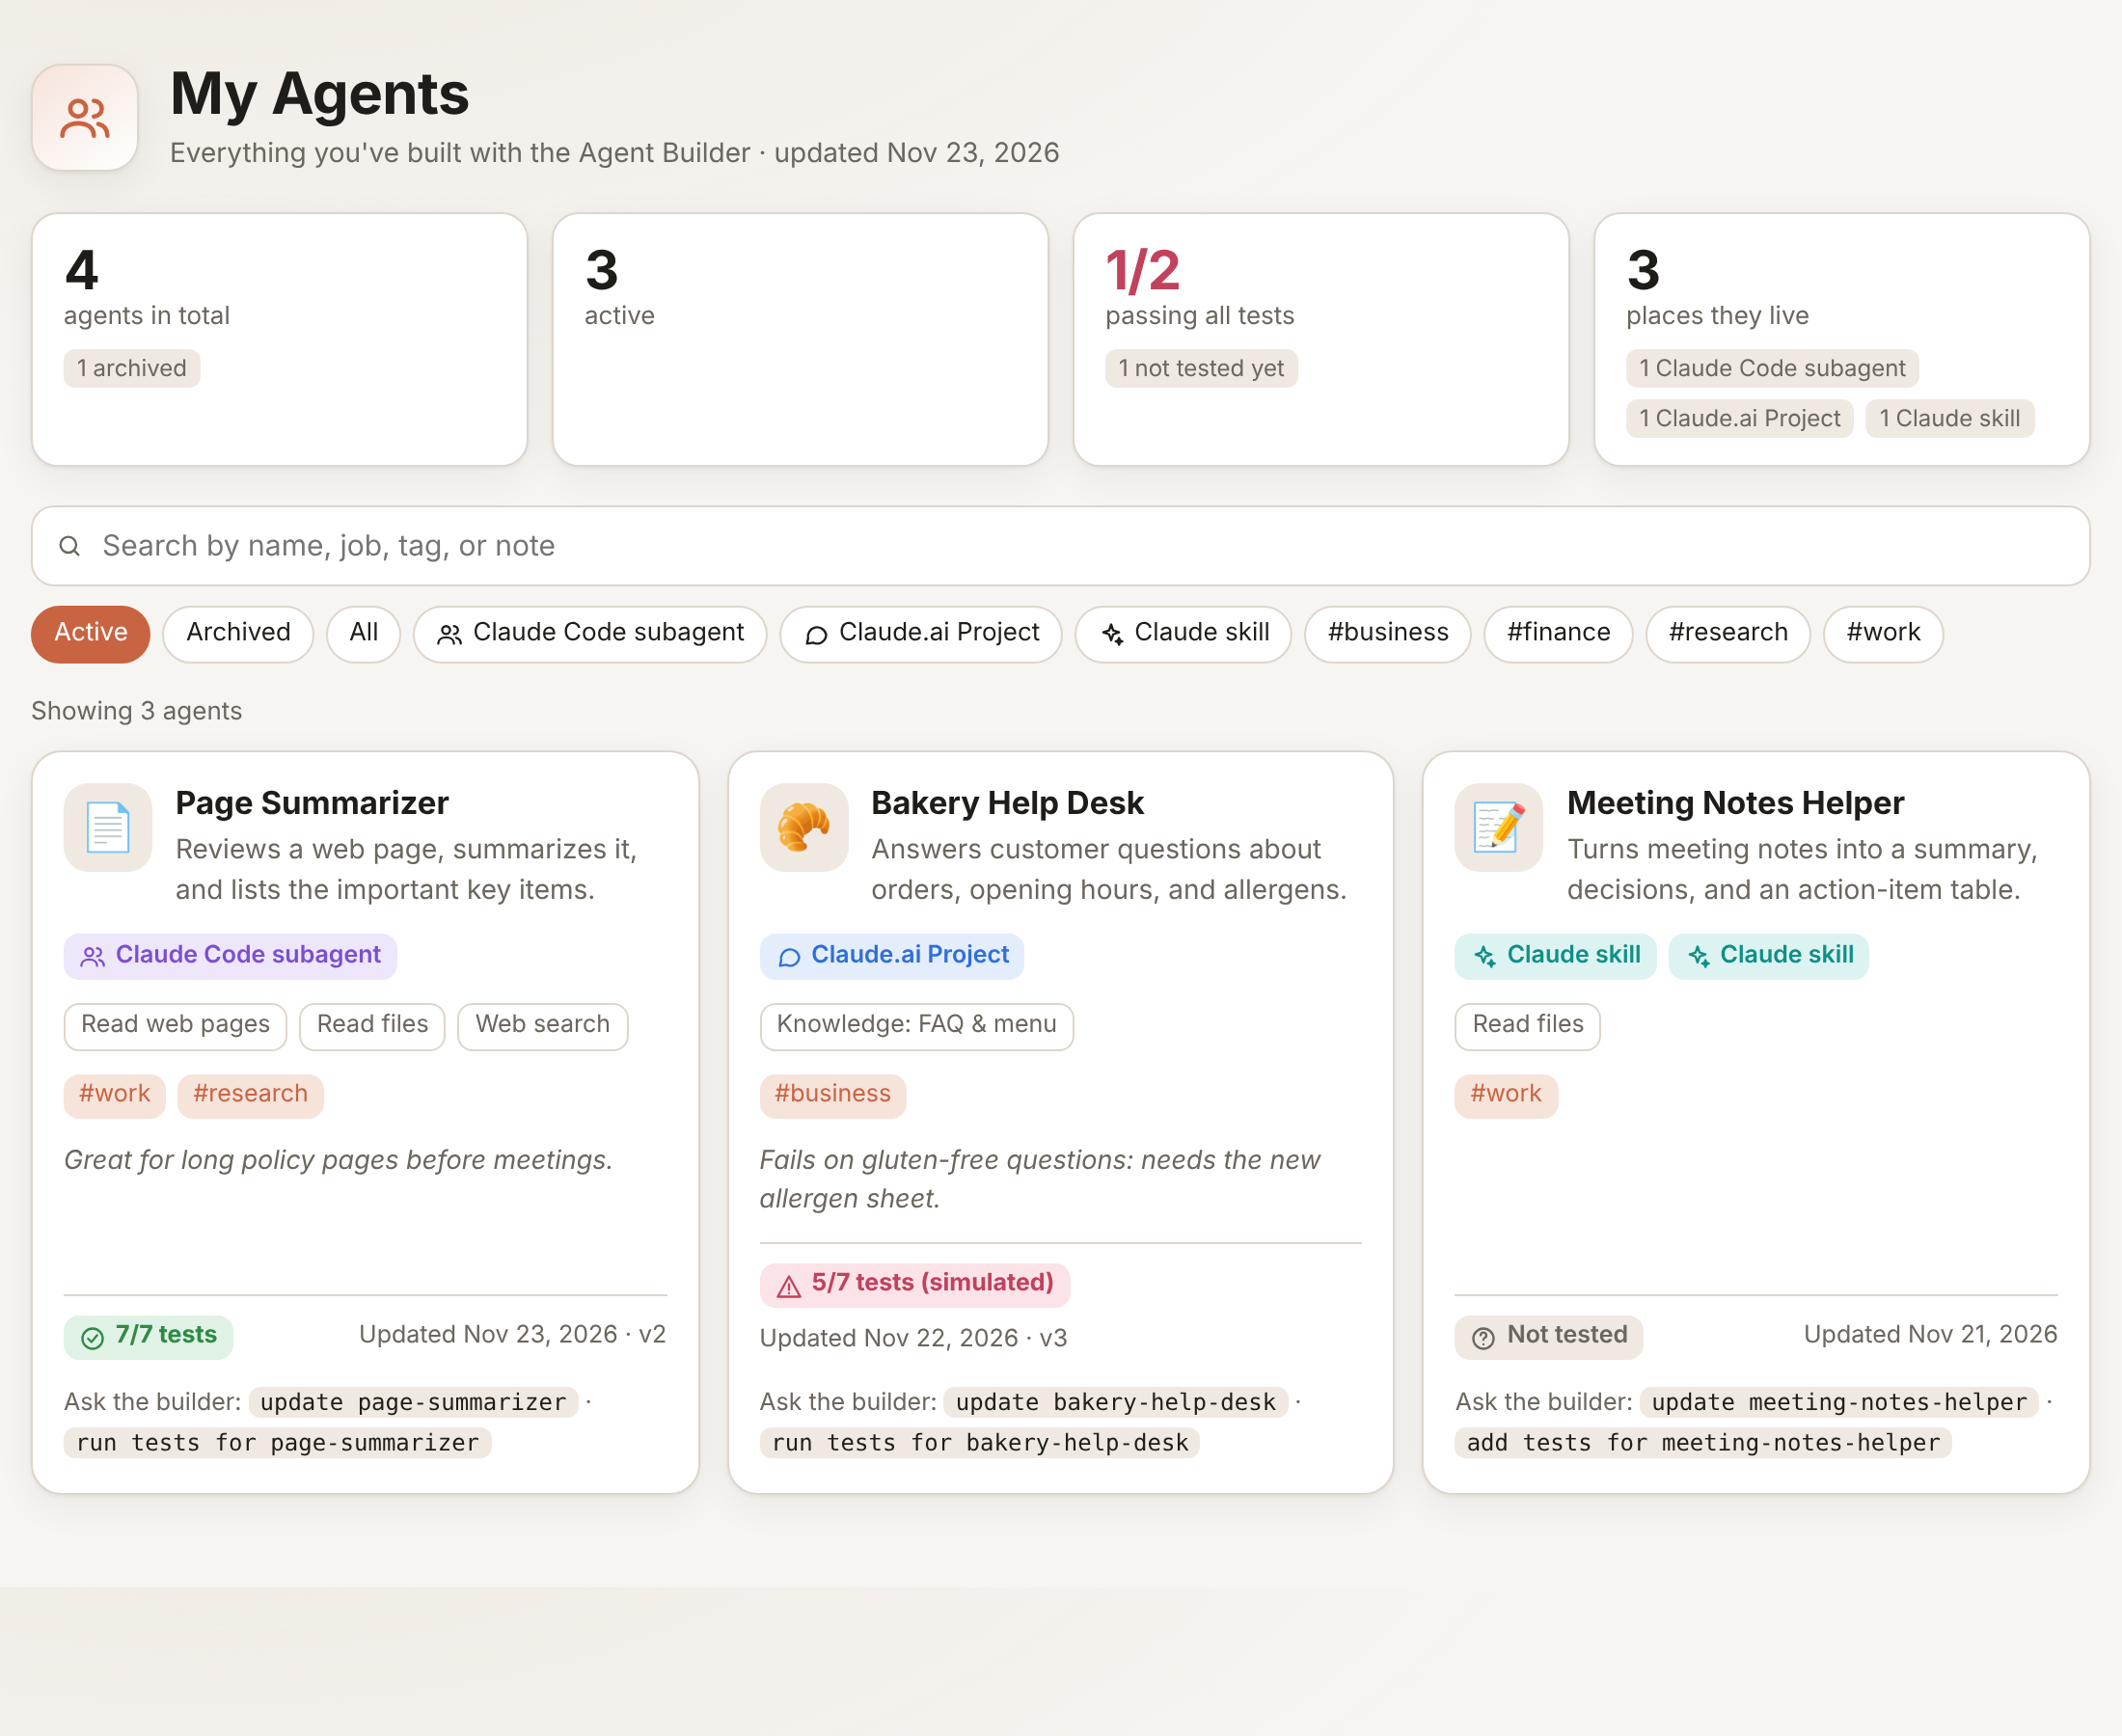 My Agents
Everything you've built with the Agent Builder · updated Nov 23, 2026
4
agents in total
1 archived
3
active
1/2
passing all tests
1 not tested yet
3
places they live
1 Claude Code subagent
1 Claude.ai Project
1 Claude skill
Search by name, job, tag, or note
Active
Archived
All
Claude Code subagent
Claude.ai Project
Claude skill
#business
#finance
#research
#work
Showing 3 agents
Page Summarizer
Reviews a web page, summarizes it,
and lists the important key items.
Claude Code subagent
Read web pages
Read files
Web search
#work
#research
Great for long policy pages before meetings.
7/7 tests
Updated Nov 23, 2026 · v2
Ask the builder: update page-summarizer ·
run tests for page-summarizer
Bakery Help Desk
Answers customer questions about
orders, opening hours, and allergens.
Claude.ai Project
Knowledge: FAQ & menu
#business
Fails on gluten-free questions: needs the new
allergen sheet.
5/7 tests (simulated)
Updated Nov 22, 2026 · v3
Ask the builder: update bakery-help-desk ·
run tests for bakery-help-desk
Meeting Notes Helper
Turns meeting notes into a summary,
decisions, and an action-item table.
Claude skill
Claude skill
Read files
#work
Not tested
Updated Nov 21, 2026
Ask the builder: update meeting-notes-helper ·
add tests for meeting-notes-helper